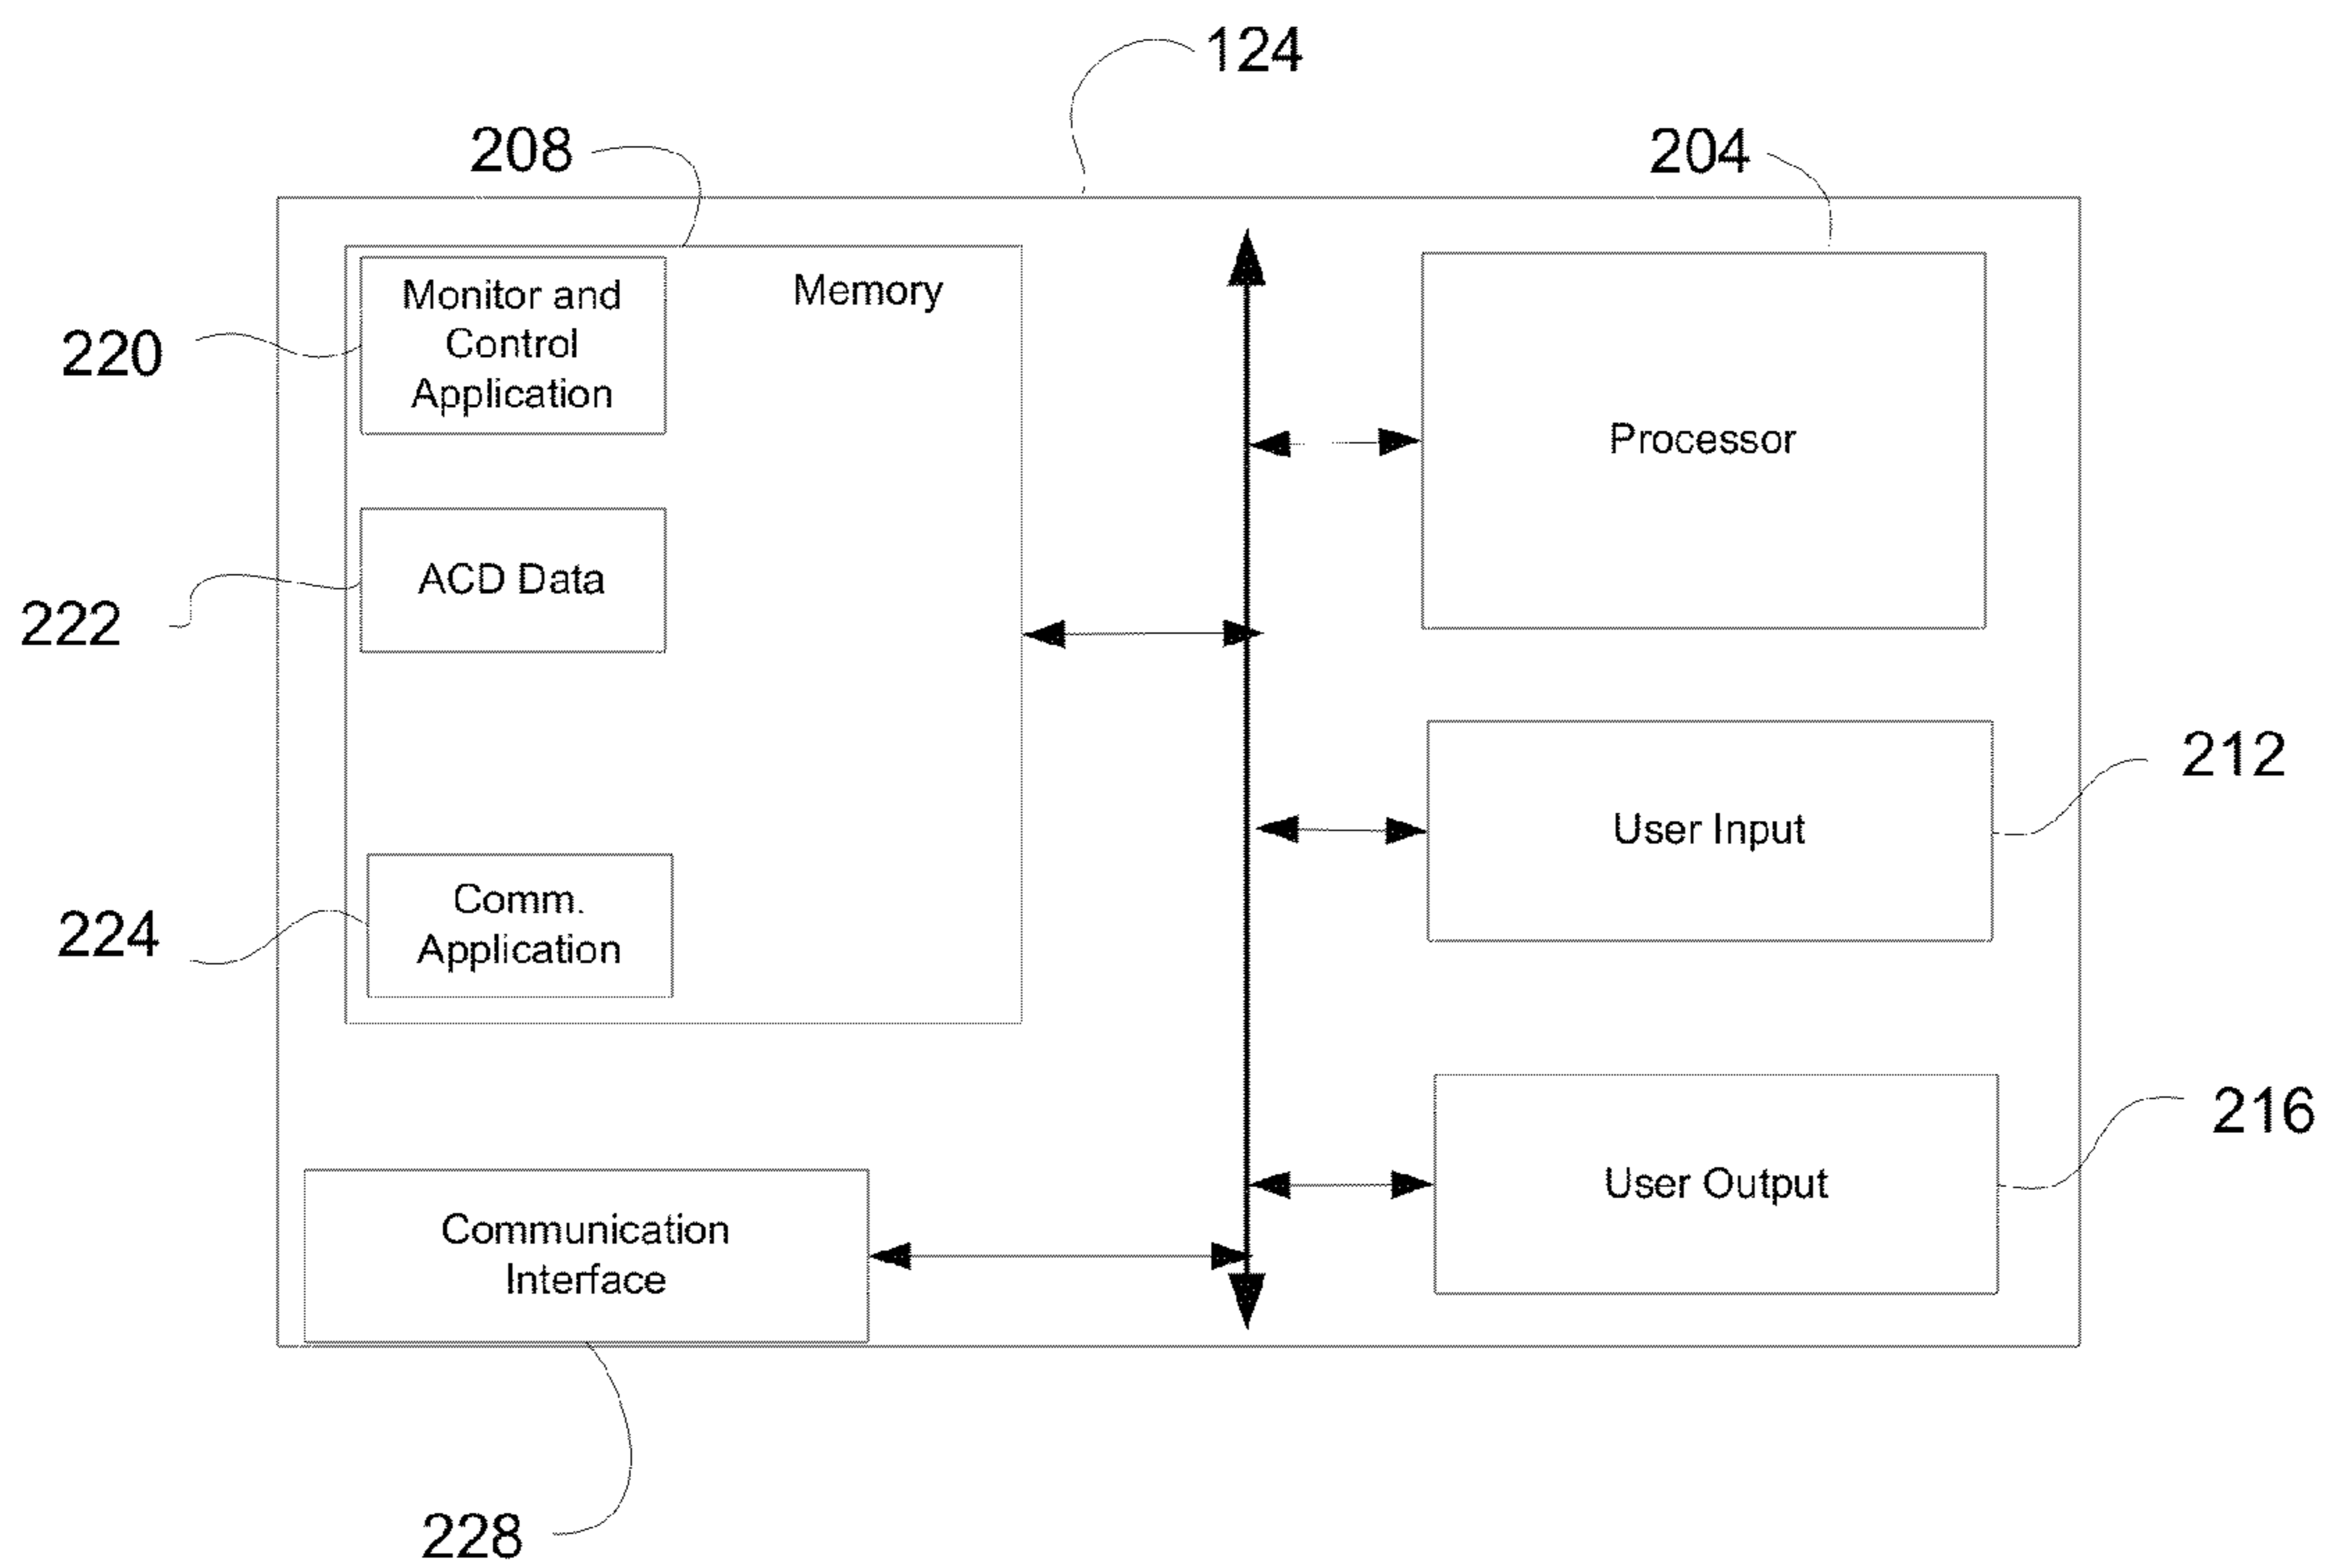 124
208
204
Monitor and
Control
Application
Memory
220
Processor
ACD Data
222
212
User Input
Comm.
Application
224
216
User Output
Communication
Interface
228